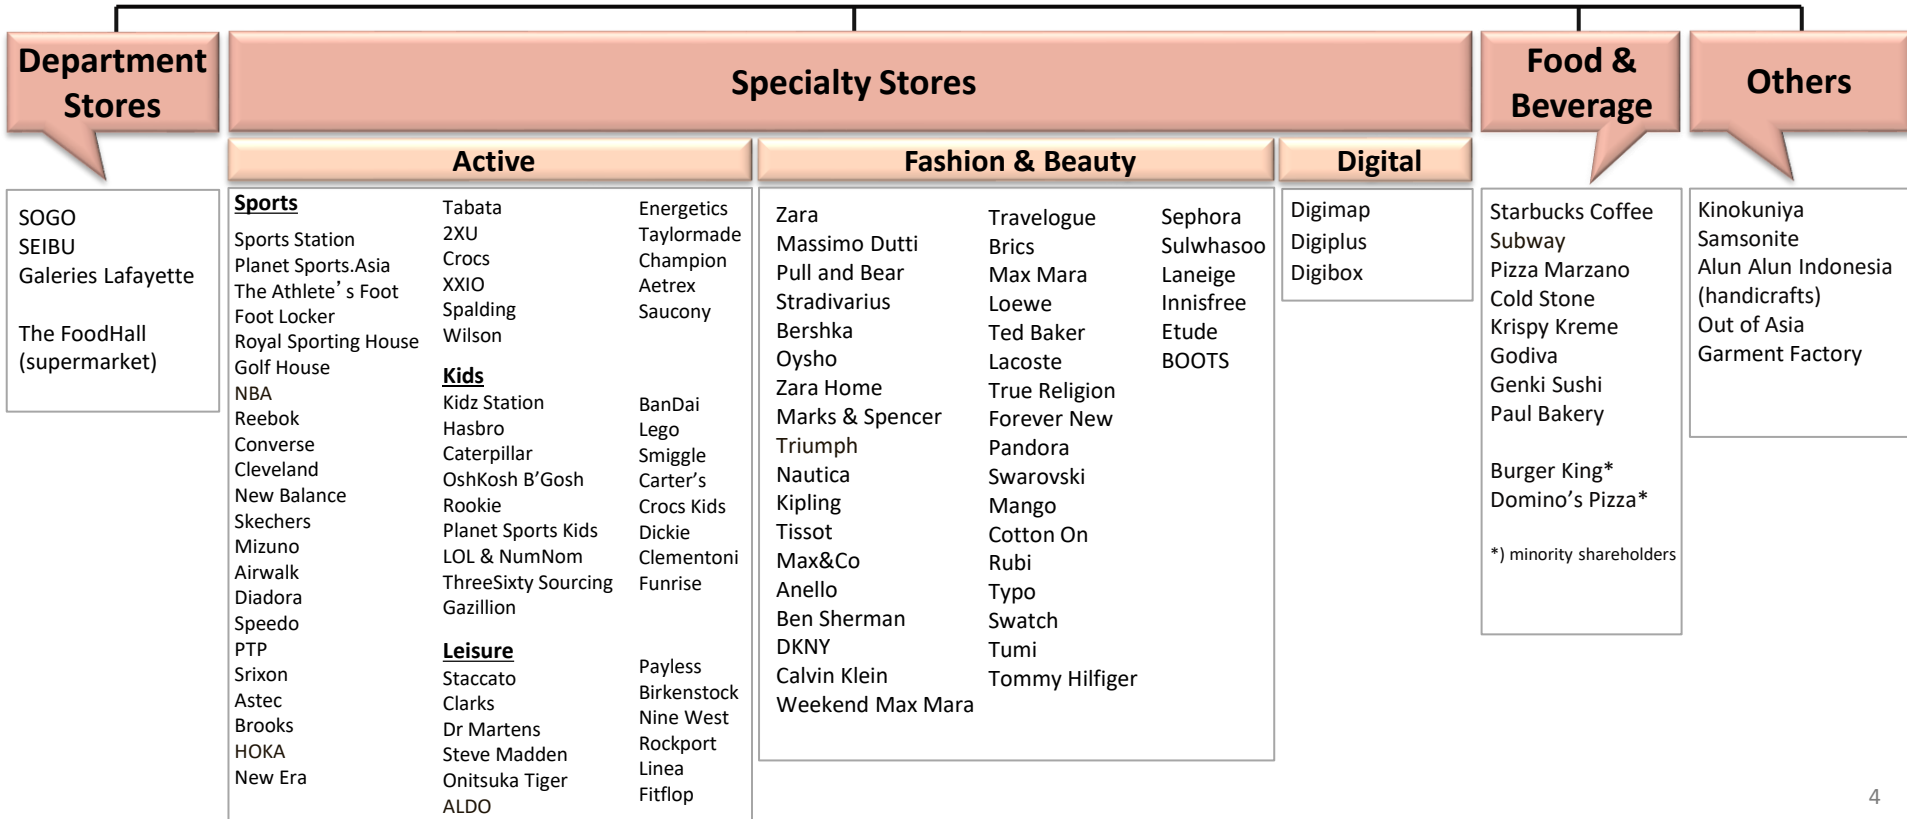 Department
Stores
Specialty Stores
Food &
Beverage
Others
Active
Fashion & Beauty
Digital
SOGO
SEIBU
Galeries Lafayette
The FoodHall
(supermarket)
Sports
Sports Station
Planet Sports.Asia
The Athlete’s Foot
Foot Locker
Royal Sporting House
Golf House
NBA
Reebok
Converse
Cleveland
New Balance
Skechers
Mizuno
Airwalk
Diadora
Speedo
PTP
Srixon
Astec
Brooks
HOKA
New Era
Tabata
2XU
Crocs
XXIO
Spalding
Wilson
Energetics
Taylormade
Champion
Aetrex
Saucony
Kids
Kidz Station
Hasbro
Caterpillar
OshKosh B’Gosh
Rookie
Planet Sports Kids
LOL & NumNom
ThreeSixty Sourcing
Gazillion
BanDai
Lego
Smiggle
Carter’s
Crocs Kids
Dickie
Clementoni
Funrise
Leisure
Staccato
Clarks
Dr Martens
Steve Madden
Onitsuka Tiger
ALDO
Payless
Birkenstock
Nine West
Rockport
Linea
Fitflop
Zara
Massimo Dutti
Pull and Bear
Stradivarius
Bershka
Oysho
Zara Home
Marks & Spencer
Triumph
Nautica
Kipling
Tissot
Max&Co
Anello
Ben Sherman
DKNY
Calvin Klein
Weekend Max Mara
Travelogue
Brics
Max Mara
Loewe
Ted Baker
Lacoste
True Religion
Forever New
Pandora
Swarovski
Mango
Cotton On
Rubi
Typo
Swatch
Tumi
Tommy Hilfiger
Sephora
Sulwhasoo
Laneige
Innisfree
Etude
BOOTS
Digimap
Digiplus
Digibox
Starbucks Coffee
Subway
Pizza Marzano
Cold Stone
Krispy Kreme
Godiva
Genki Sushi
Paul Bakery
Burger King*
Domino’s Pizza*
*) minority shareholders
Kinokuniya
Samsonite
Alun Alun Indonesia
(handicrafts)
Out of Asia
Garment Factory
4